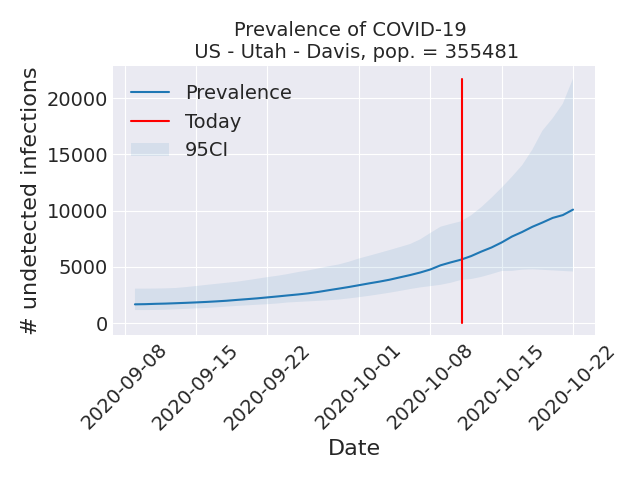 Prevalence of COVID-19
US - Utah - Davis, pop. = 355481
# undetected infections
20000
15000
10000
5000
0
Prevalence
Today
95CI
2020-09-08
2020-09-15
2020-09-22
2020-10-01
2020-10-08
2020-10-15
2020-10-22
Date